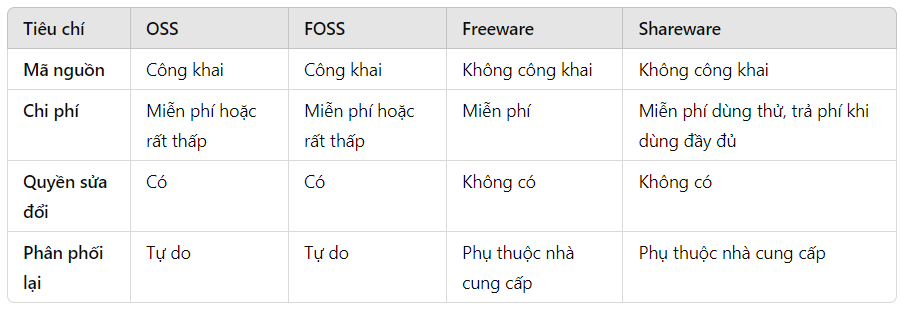 Tiêu chí OSS FOSS Freeware Shareware
Mã nguồn Công khai Công khai Không công khai Không công khai
Chi phí Miễn phí hoặc Miễn phí hoặc Miễn phí Miễn phí dùng thử, trả phí khi
rất thấp rất thấp dùng đầy đủ
Quyền sửa Có Có Không có Không có
đổi
Phân phối Tự do Tự do Phụ thuộc nhà Phụ thuộc nhà cung cấp
lại cung cấp